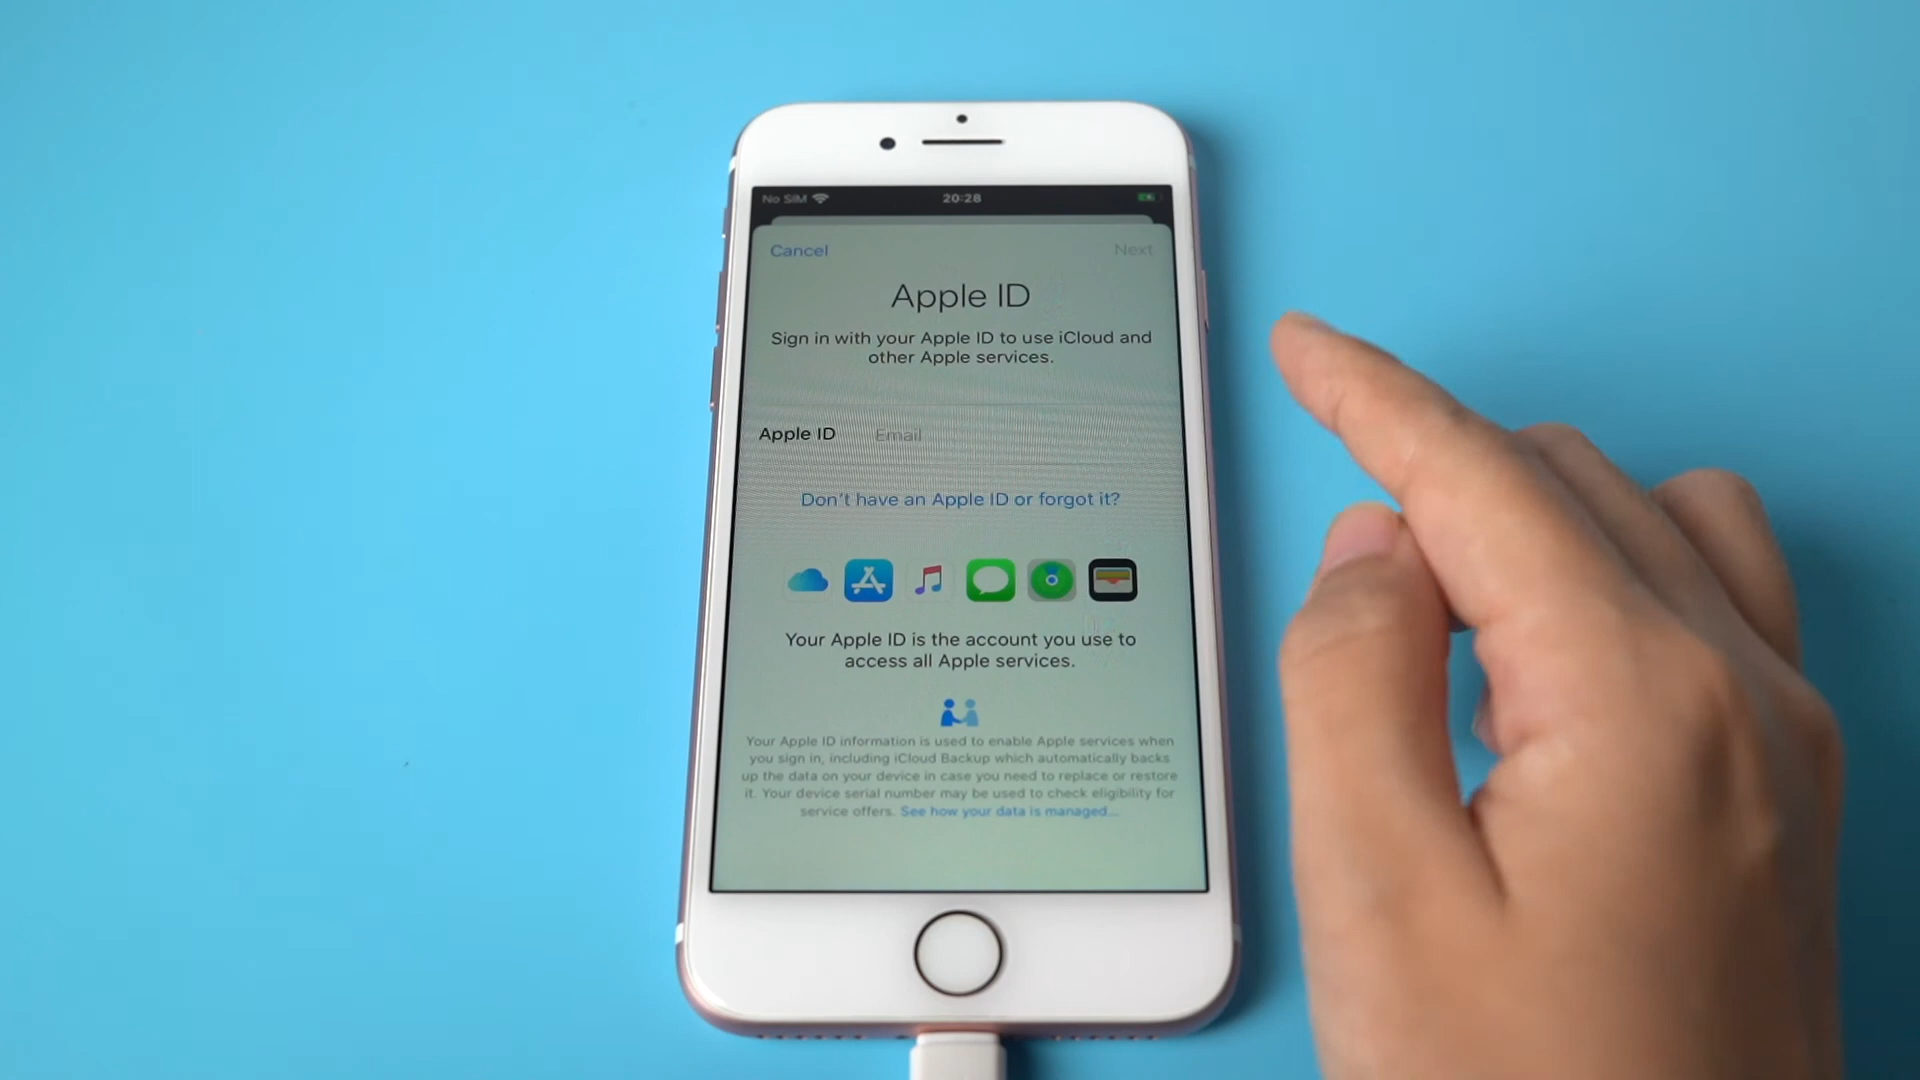 No SIM 20:28
Cancel Next
Apple ID
Sign in with your Apple ID to use iCloud and
other Apple services.
Apple ID Email
Don't have an Apple ID or forgot it?
Your Apple ID is the account you use to
access all Apple services.
Your Apple ID information is used to enable Apple services when
you sign in, including iCloud Backup which automatically backs
up the data on your device in case you need to replace or restore
it. Your device serial number may be used to check eligibility for
service offers. See how your data is managed...